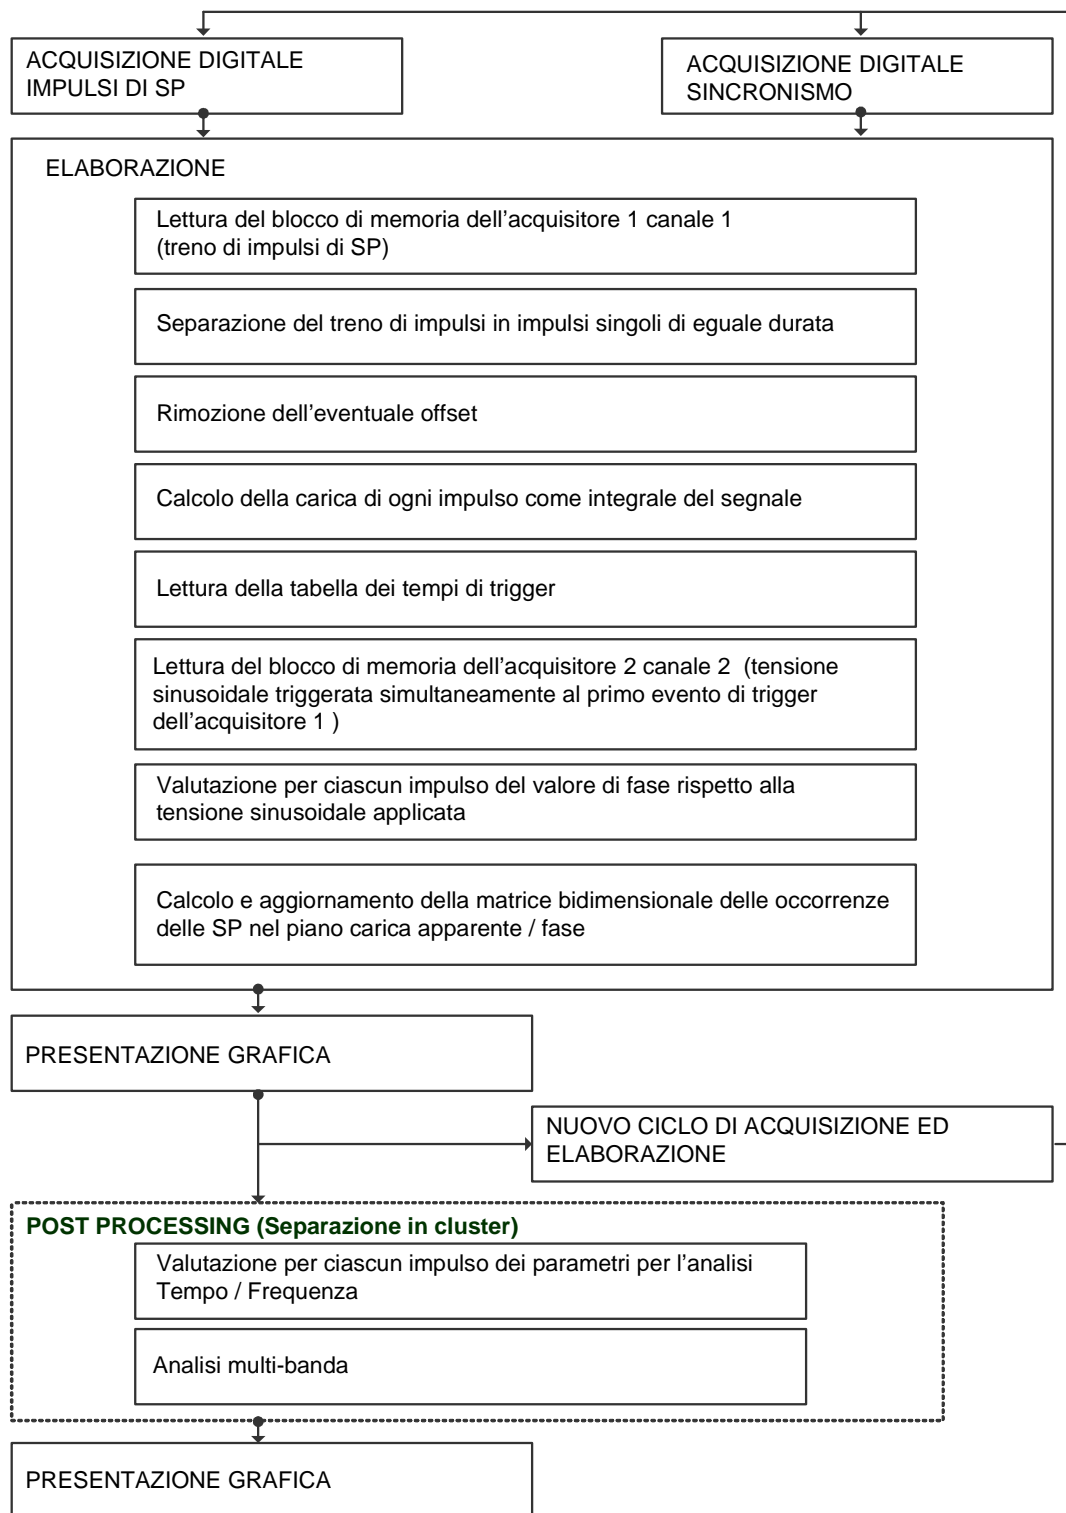 ACQUISIZIONE DIGITALE
IMPULSI DI SP
ACQUISIZIONE DIGITALE
SINCRONISMO
ELABORAZIONE
Lettura del blocco di memoria dell’acquisitore 1 canale 1
(treno di impulsi di SP)
Separazione del treno di impulsi in impulsi singoli di eguale durata
Rimozione dell’eventuale offset
Calcolo della carica di ogni impulso come integrale del segnale
Lettura della tabella dei tempi di trigger
Lettura del blocco di memoria dell’acquisitore 2 canale 2 (tensione
sinusoidale triggerata simultaneamente al primo evento di trigger
dell’acquisitore 1 )
Valutazione per ciascun impulso del valore di fase rispetto alla
tensione sinusoidale applicata
Calcolo e aggiornamento della matrice bidimensionale delle occorrenze
delle SP nel piano carica apparente / fase
PRESENTAZIONE GRAFICA
NUOVO CICLO DI ACQUISIZIONE ED
ELABORAZIONE
POST PROCESSING (Separazione in cluster)
Valutazione per ciascun impulso dei parametri per l’analisi
Tempo / Frequenza
Analisi multi-banda
PRESENTAZIONE GRAFICA